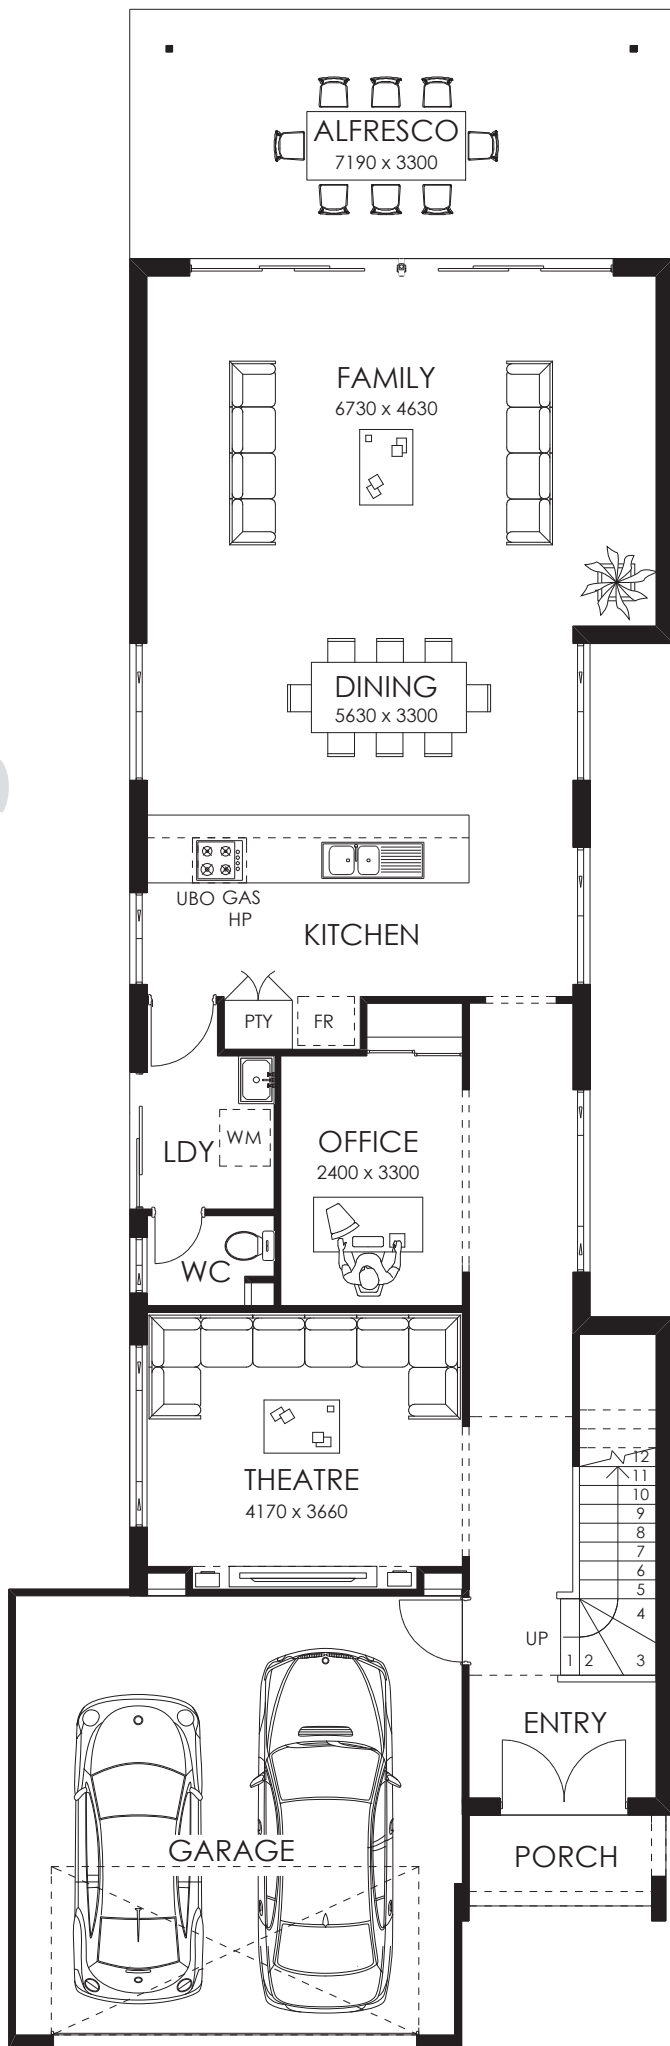 ALFRESCO
7190 x 3300
FAMILY
6730 x 4630
DINING
5630 x 3300
UBO GAS
HP
KITCHEN
PTY
FR
LDY
WM
OFFICE
2400 x 3300
WC
THEATRE
4170 x 3660
12
11
10
9
8
7
6
5
4
UP
1 2 3
ENTRY
GARAGE
PORCH